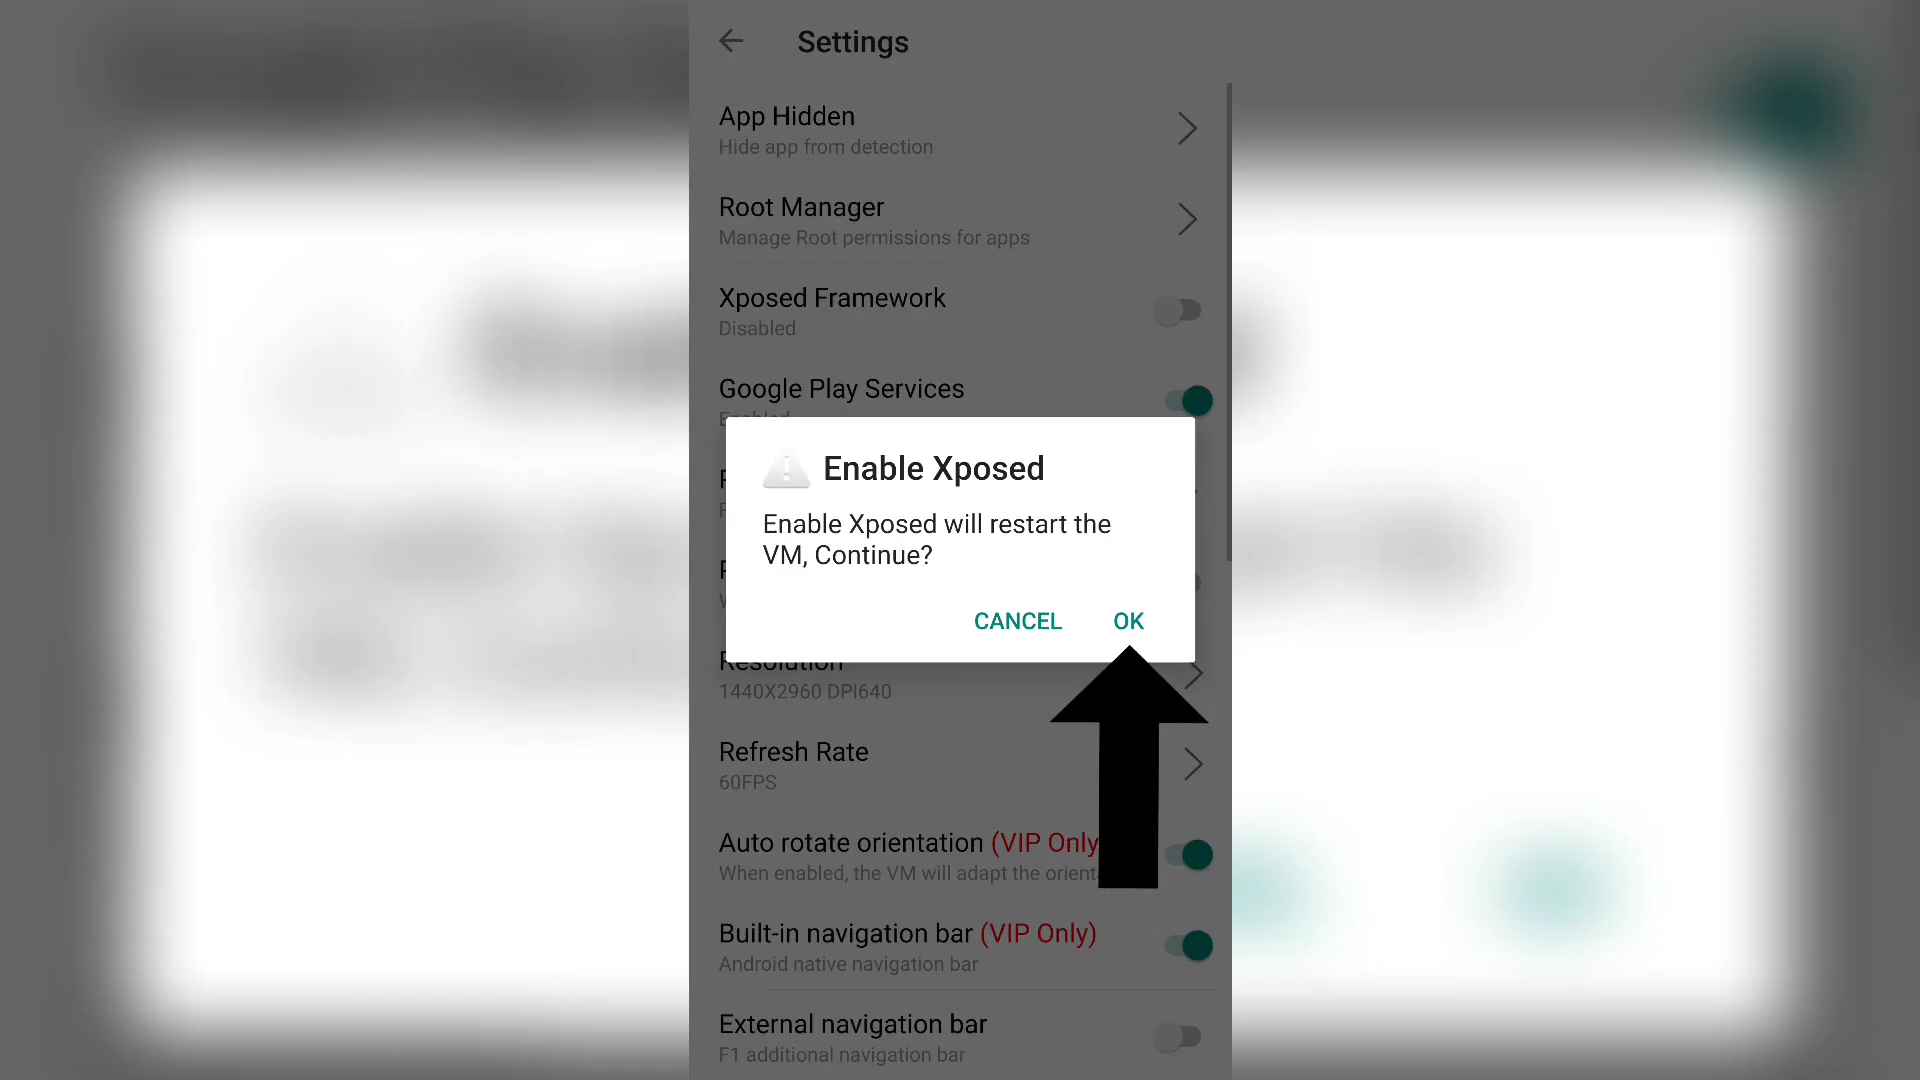 Settings
App Hidden
Hide app from detection
Root Manager
Manage Root permissions for apps
Xposed Framework
Disabled
Google Play Services
Enabled
Enable Xposed
Enable Xposed will restart the
VM, Continue?
CANCEL OK
Resolution
1440X2960 DPI640
Refresh Rate
60FPS
Auto rotate orientation (VIP Only
When enabled, the VM will adapt the orient
Built-in navigation bar (VIP Only)
Android native navigation bar
External navigation bar
F1 additional navigation bar